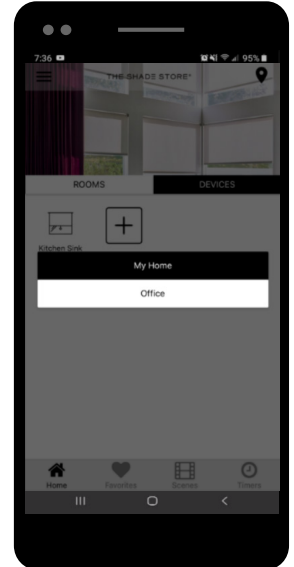 7:36 95%
THE SHADE STORE®
ROOMS DEVICES
Kitchen Sink
My Home
Office
Home Favorites Scenes Timers